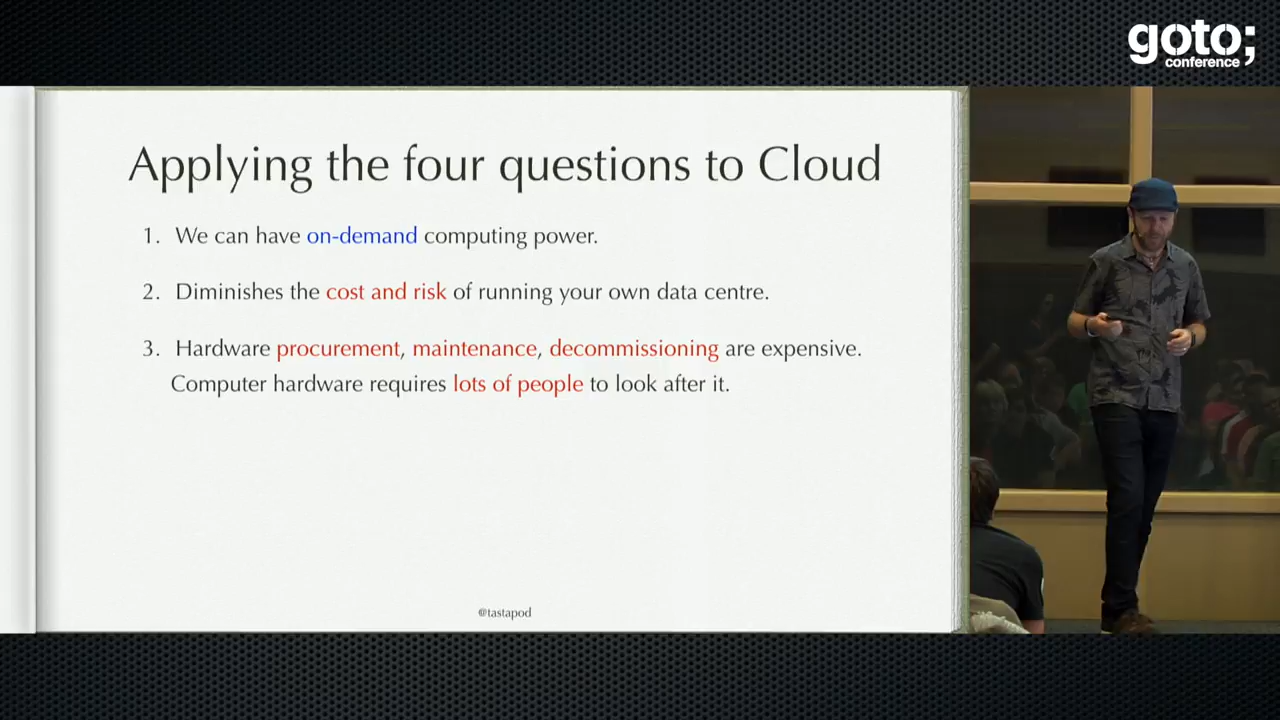 goto;
conference
Applying the four questions to Cloud
1. We can have on-demand computing power.
2. Diminishes the cost and risk of running your own data centre.
3. Hardware procurement, maintenance, decommissioning are expensive.
Computer hardware requires lots of people to look after it.
@tastapod